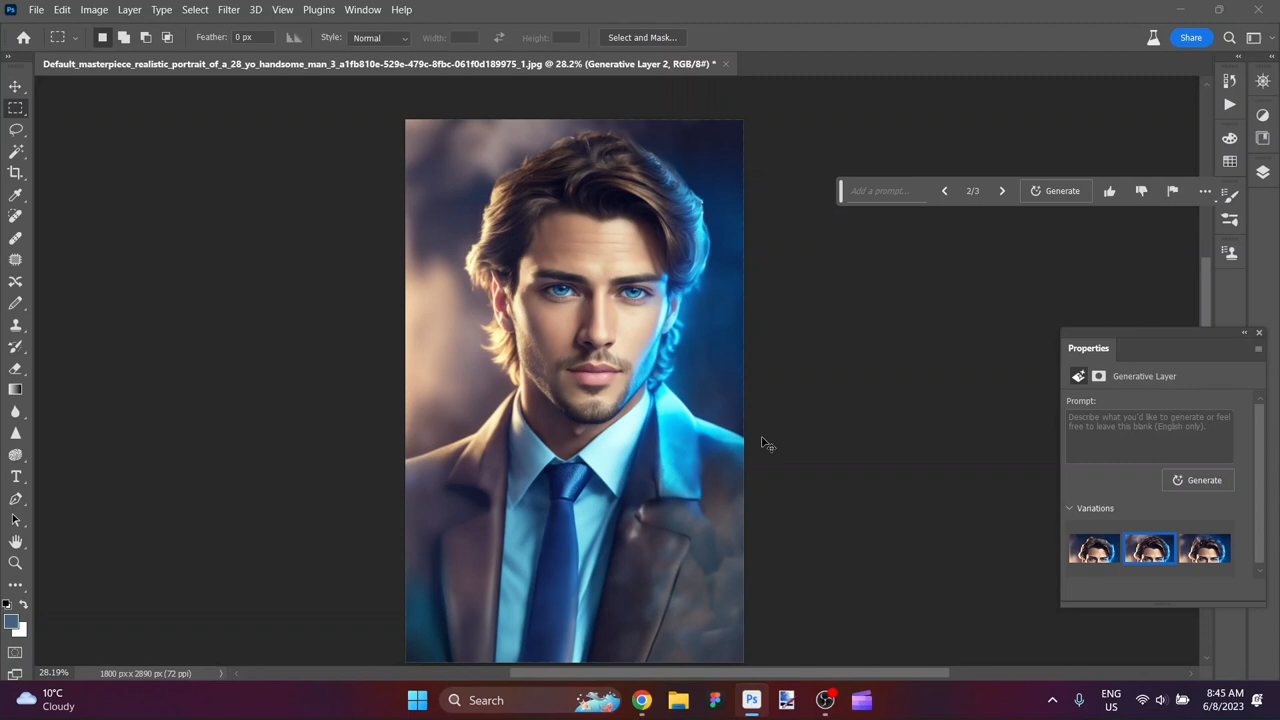 Ps File Edit Image Layer Type Select Filter 3D View Plugins Window Help
Feather: 0 px Style: Normal Width: Height: Select and Mask... Share
Default_masterpiece_realistic_portrait_of_a_28_yo_handsome_man_3_a1fb810e-529e-479c-8fbc-061f0d189975_1.jpg @ 28.2% (Generative Layer 2, RGB/8#) *
Add a prompt... 2/3 Generate
Properties
Generative Layer
Prompt:
Describe what you'd like to generate or feel
free to leave this blank (English only).
Generate
Variations
28.19% 1800 px x 2890 px (72 ppi)
10°C
Cloudy
Search
Ps
ENG
US
8:45 AM
6/8/2023